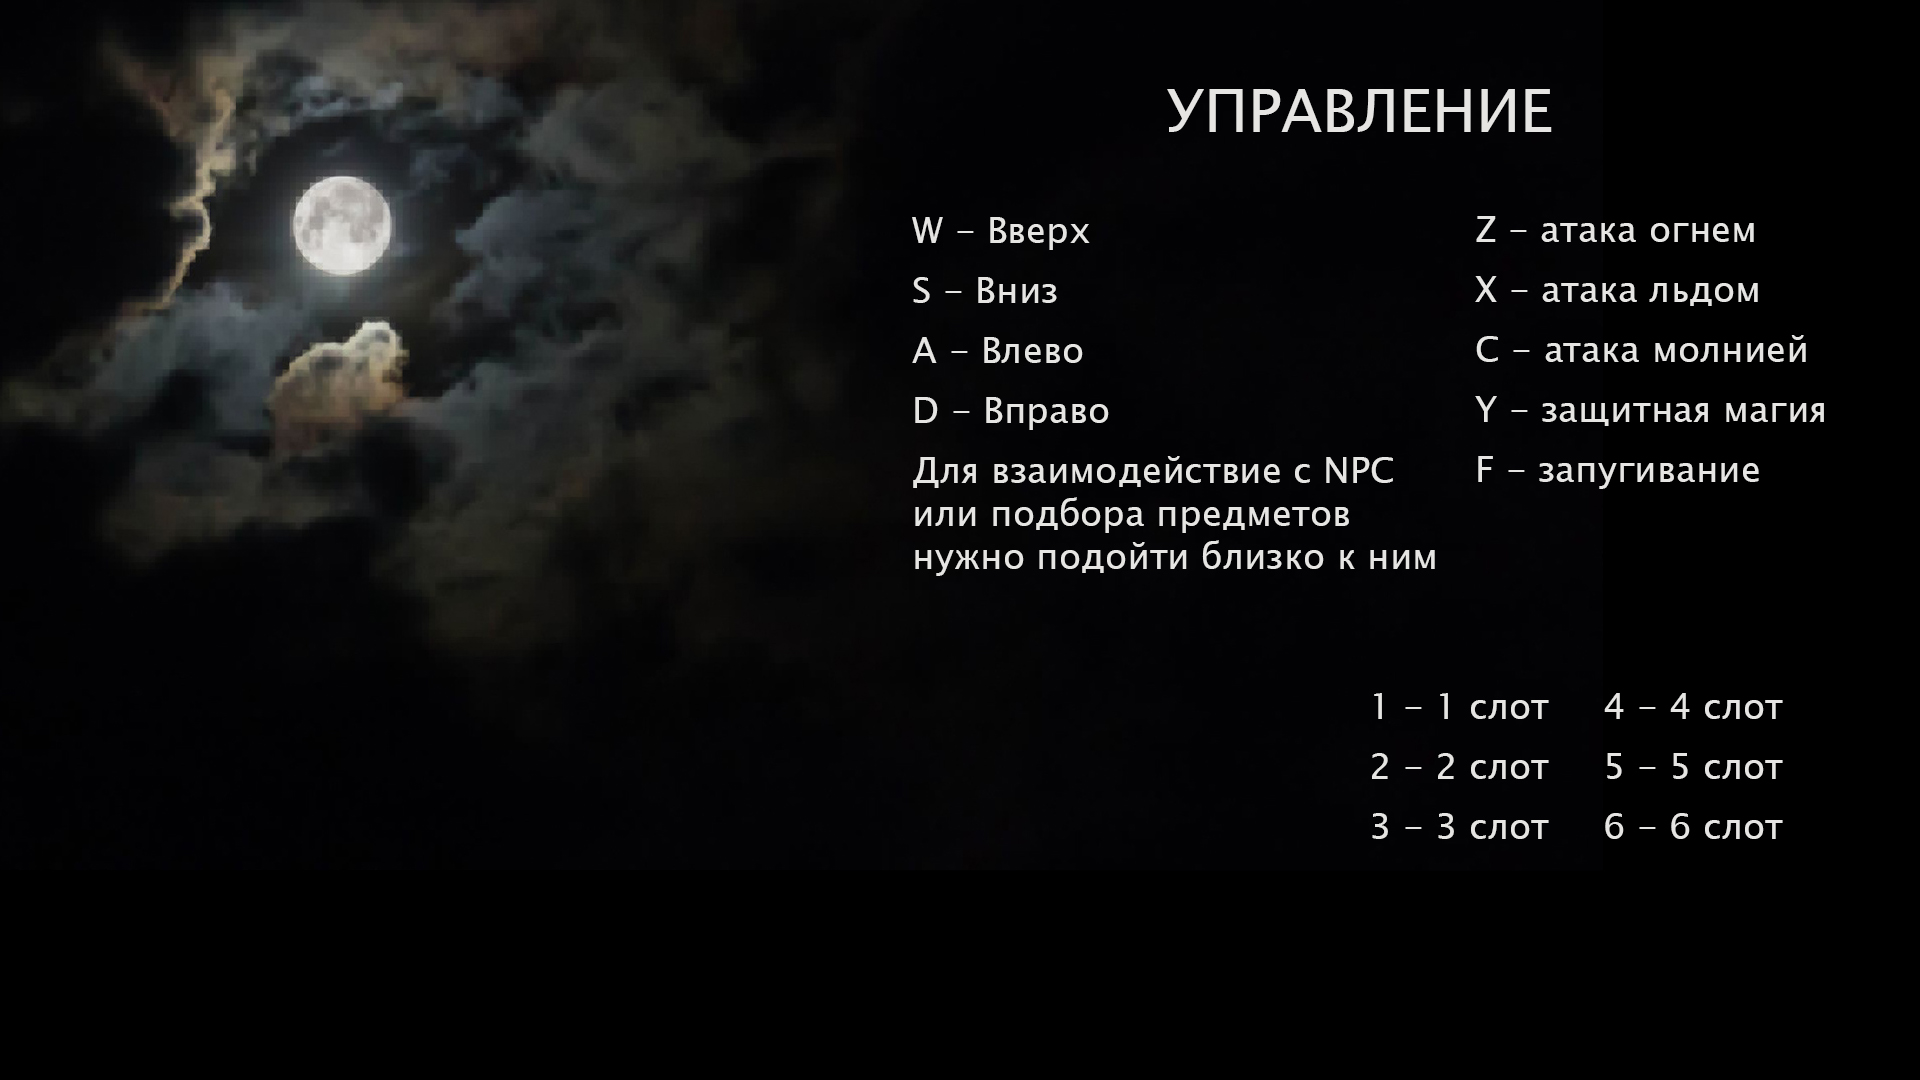 УПРАВЛЕНИЕ
W – Вверх
S – Вниз
A – Влево
D – Вправо
Для взаимодействие с NPC
или подбора предметов
нужно подойти близко к ним
Z – атака огнем
X – атака льдом
C – атака молнией
Y – защитная магия
F – запугивание
1 – 1 слот
2 – 2 слот
3 – 3 слот
4 – 4 слот
5 – 5 слот
6 – 6 слот